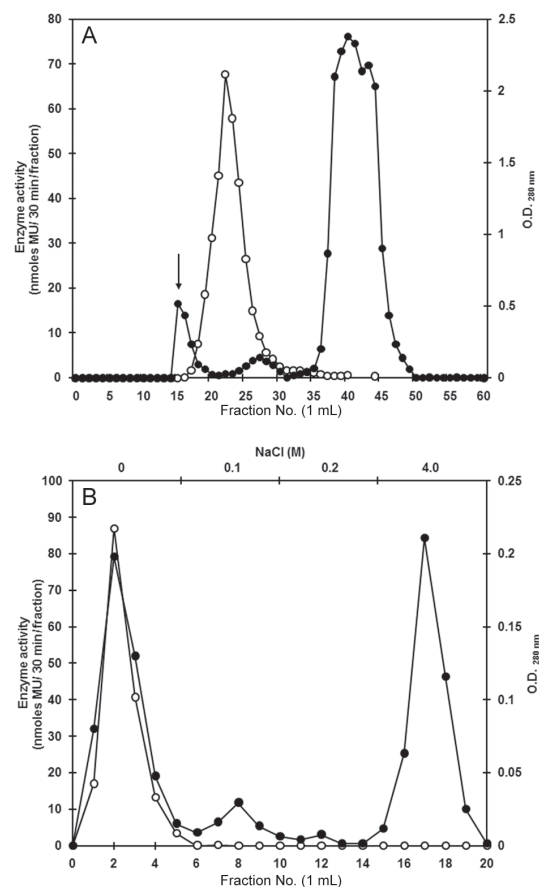 A
80
70
60
50
40
30
20
10
0
Enzyme activity
(nmoles MU/ 30 min/fraction)
2.5
2
1.5
1
0.5
0
O.D. 280 nm
0 5 10 15 20 25 30 35 40 45 50 55 60
Fraction No. (1 mL)
NaCl (M)
0 0.1 0.2 4.0
B
100
90
80
70
60
50
40
30
20
10
0
Enzyme activity
(nmoles MU/ 30 min/fraction)
0.25
0.2
0.15
0.1
0.05
0
O.D. 280 nm
0 2 4 6 8 10 12 14 16 18 20
Fraction No. (1 mL)